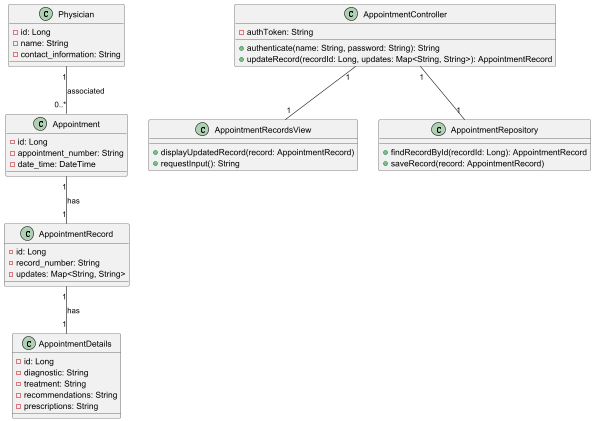 C Physician
id: Long
name: String
contact_information: String
1
associated
0..*
C Appointment
id: Long
appointment_number: String
date_time: DateTime
1
has
1
C AppointmentRecord
id: Long
record_number: String
updates: Map<String, String>
1
has
1
C AppointmentDetails
id: Long
diagnostic: String
treatment: String
recommendations: String
prescriptions: String
C AppointmentController
authToken: String
authenticate(name: String, password: String): String
updateRecord(recordId: Long, updates: Map<String, String>): AppointmentRecord
1
1
1
1
C AppointmentRecordsView
displayUpdatedRecord(record: AppointmentRecord)
requestInput(): String
C AppointmentRepository
findRecordById(recordId: Long): AppointmentRecord
saveRecord(record: AppointmentRecord)